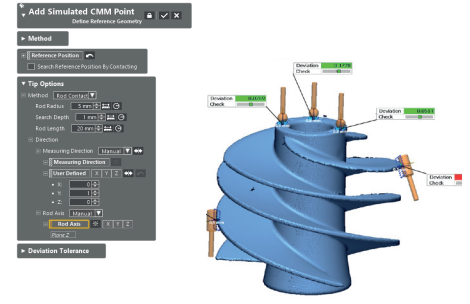 Add Simulated CMM Point
Define Reference Geometry
Method
Reference Position
Search Reference Position By Contacting
Tip Options
Method Rod Contact
Rod Radius 5 mm
Search Depth 1 mm
Rod Length 20 mm
Direction
Measuring Direction Manual
Measuring Direction
User Defined X Y Z
X: 0
Y: 1
Z: 0
Rod Axis Manual
Rod Axis X Y Z
Plane Z
Deviation Tolerance
Deviation
Check
Deviation
Check
Deviation
Check
Deviation
Check